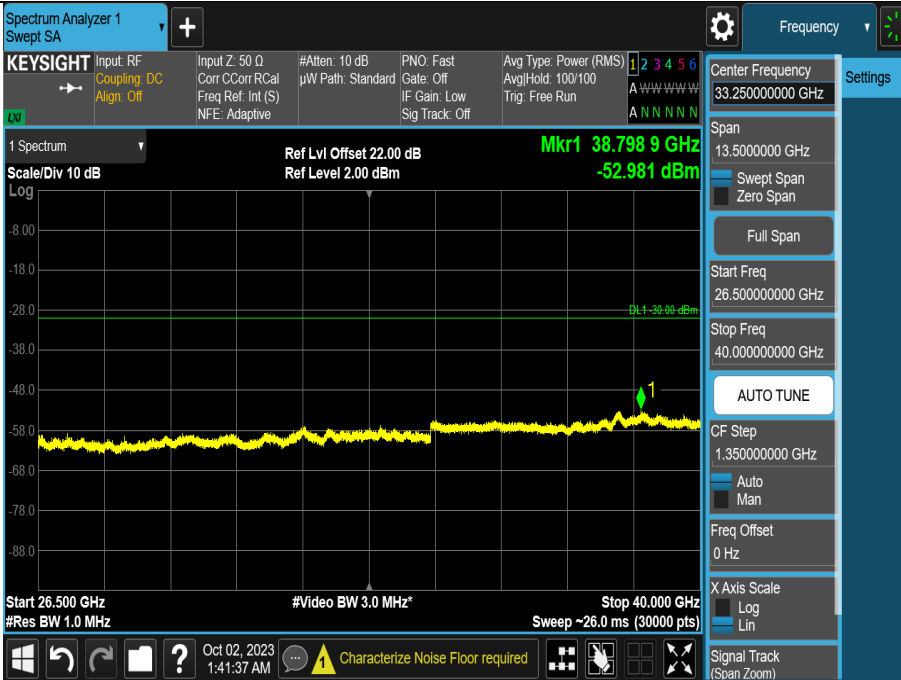 Spectrum Analyzer 1
Swept SA
+
Frequency
KEYSIGHT
LXI
Input: RF
Coupling: DC
Align: Off
Input Z: 50 Ω
Corr CCorr RCal
Freq Ref: Int (S)
NFE: Adaptive
#Atten: 10 dB
µW Path: Standard
PNO: Fast
Gate: Off
IF Gain: Low
Sig Track: Off
Avg Type: Power (RMS)
Avg|Hold: 100/100
Trig: Free Run
1 2 3 4 5 6
A W W W W W
A N N N N N
Center Frequency
33.250000000 GHz
Settings
Span
13.5000000 GHz
Swept Span
Zero Span
Full Span
Start Freq
26.500000000 GHz
Stop Freq
40.000000000 GHz
AUTO TUNE
CF Step
1.350000000 GHz
Auto
Man
Freq Offset
0 Hz
X Axis Scale
Log
Lin
Signal Track
(Span Zoom)
1 Spectrum
Scale/Div 10 dB
Log
Ref Lvl Offset 22.00 dB
Ref Level 2.00 dBm
Mkr1 38.798 9 GHz
-52.981 dBm
-8.00
-18.0
-28.0
DL1 -30.00 dBm
-38.0
-48.0
1
-58.0
-68.0
-78.0
-88.0
Start 26.500 GHz
#Video BW 3.0 MHz*
Stop 40.000 GHz
#Res BW 1.0 MHz
Sweep ~26.0 ms (30000 pts)
?
Oct 02, 2023
1:41:37 AM
1
Characterize Noise Floor required